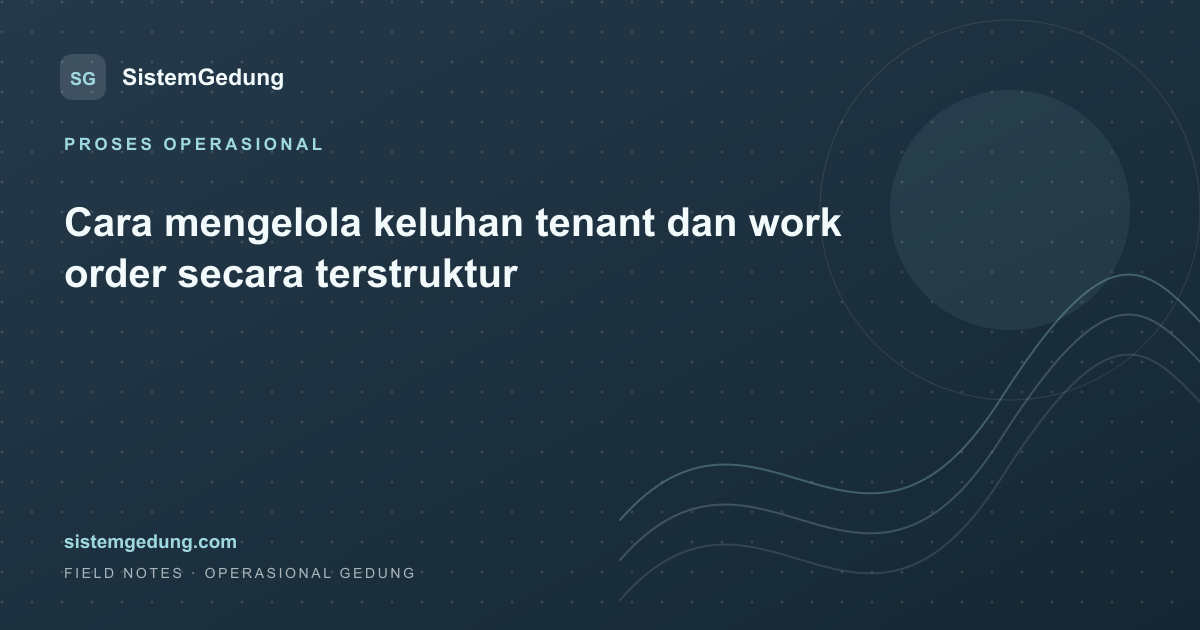 SG
SistemGedung
PROSES OPERASIONAL
Cara mengelola keluhan tenant dan work
order secara terstruktur
sistemgedung.com
FIELD NOTES · OPERASIONAL GEDUNG